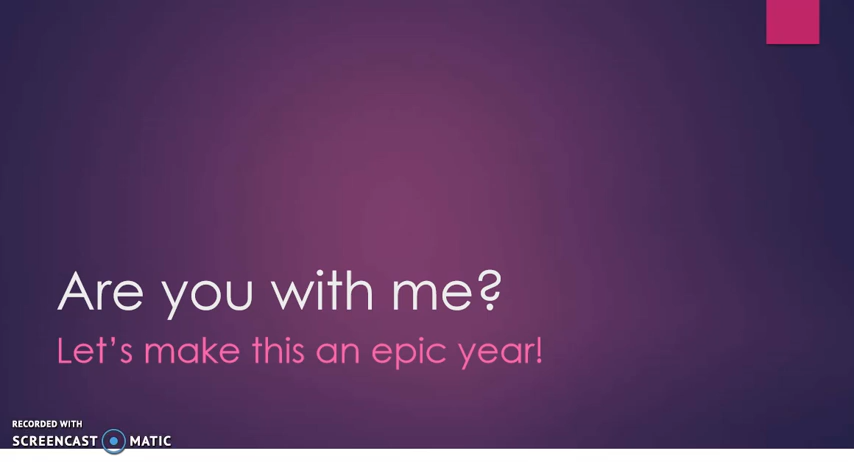 Are you with me?
Let's make this an epic year!
RECORDED WITH
SCREENCAST MATIC